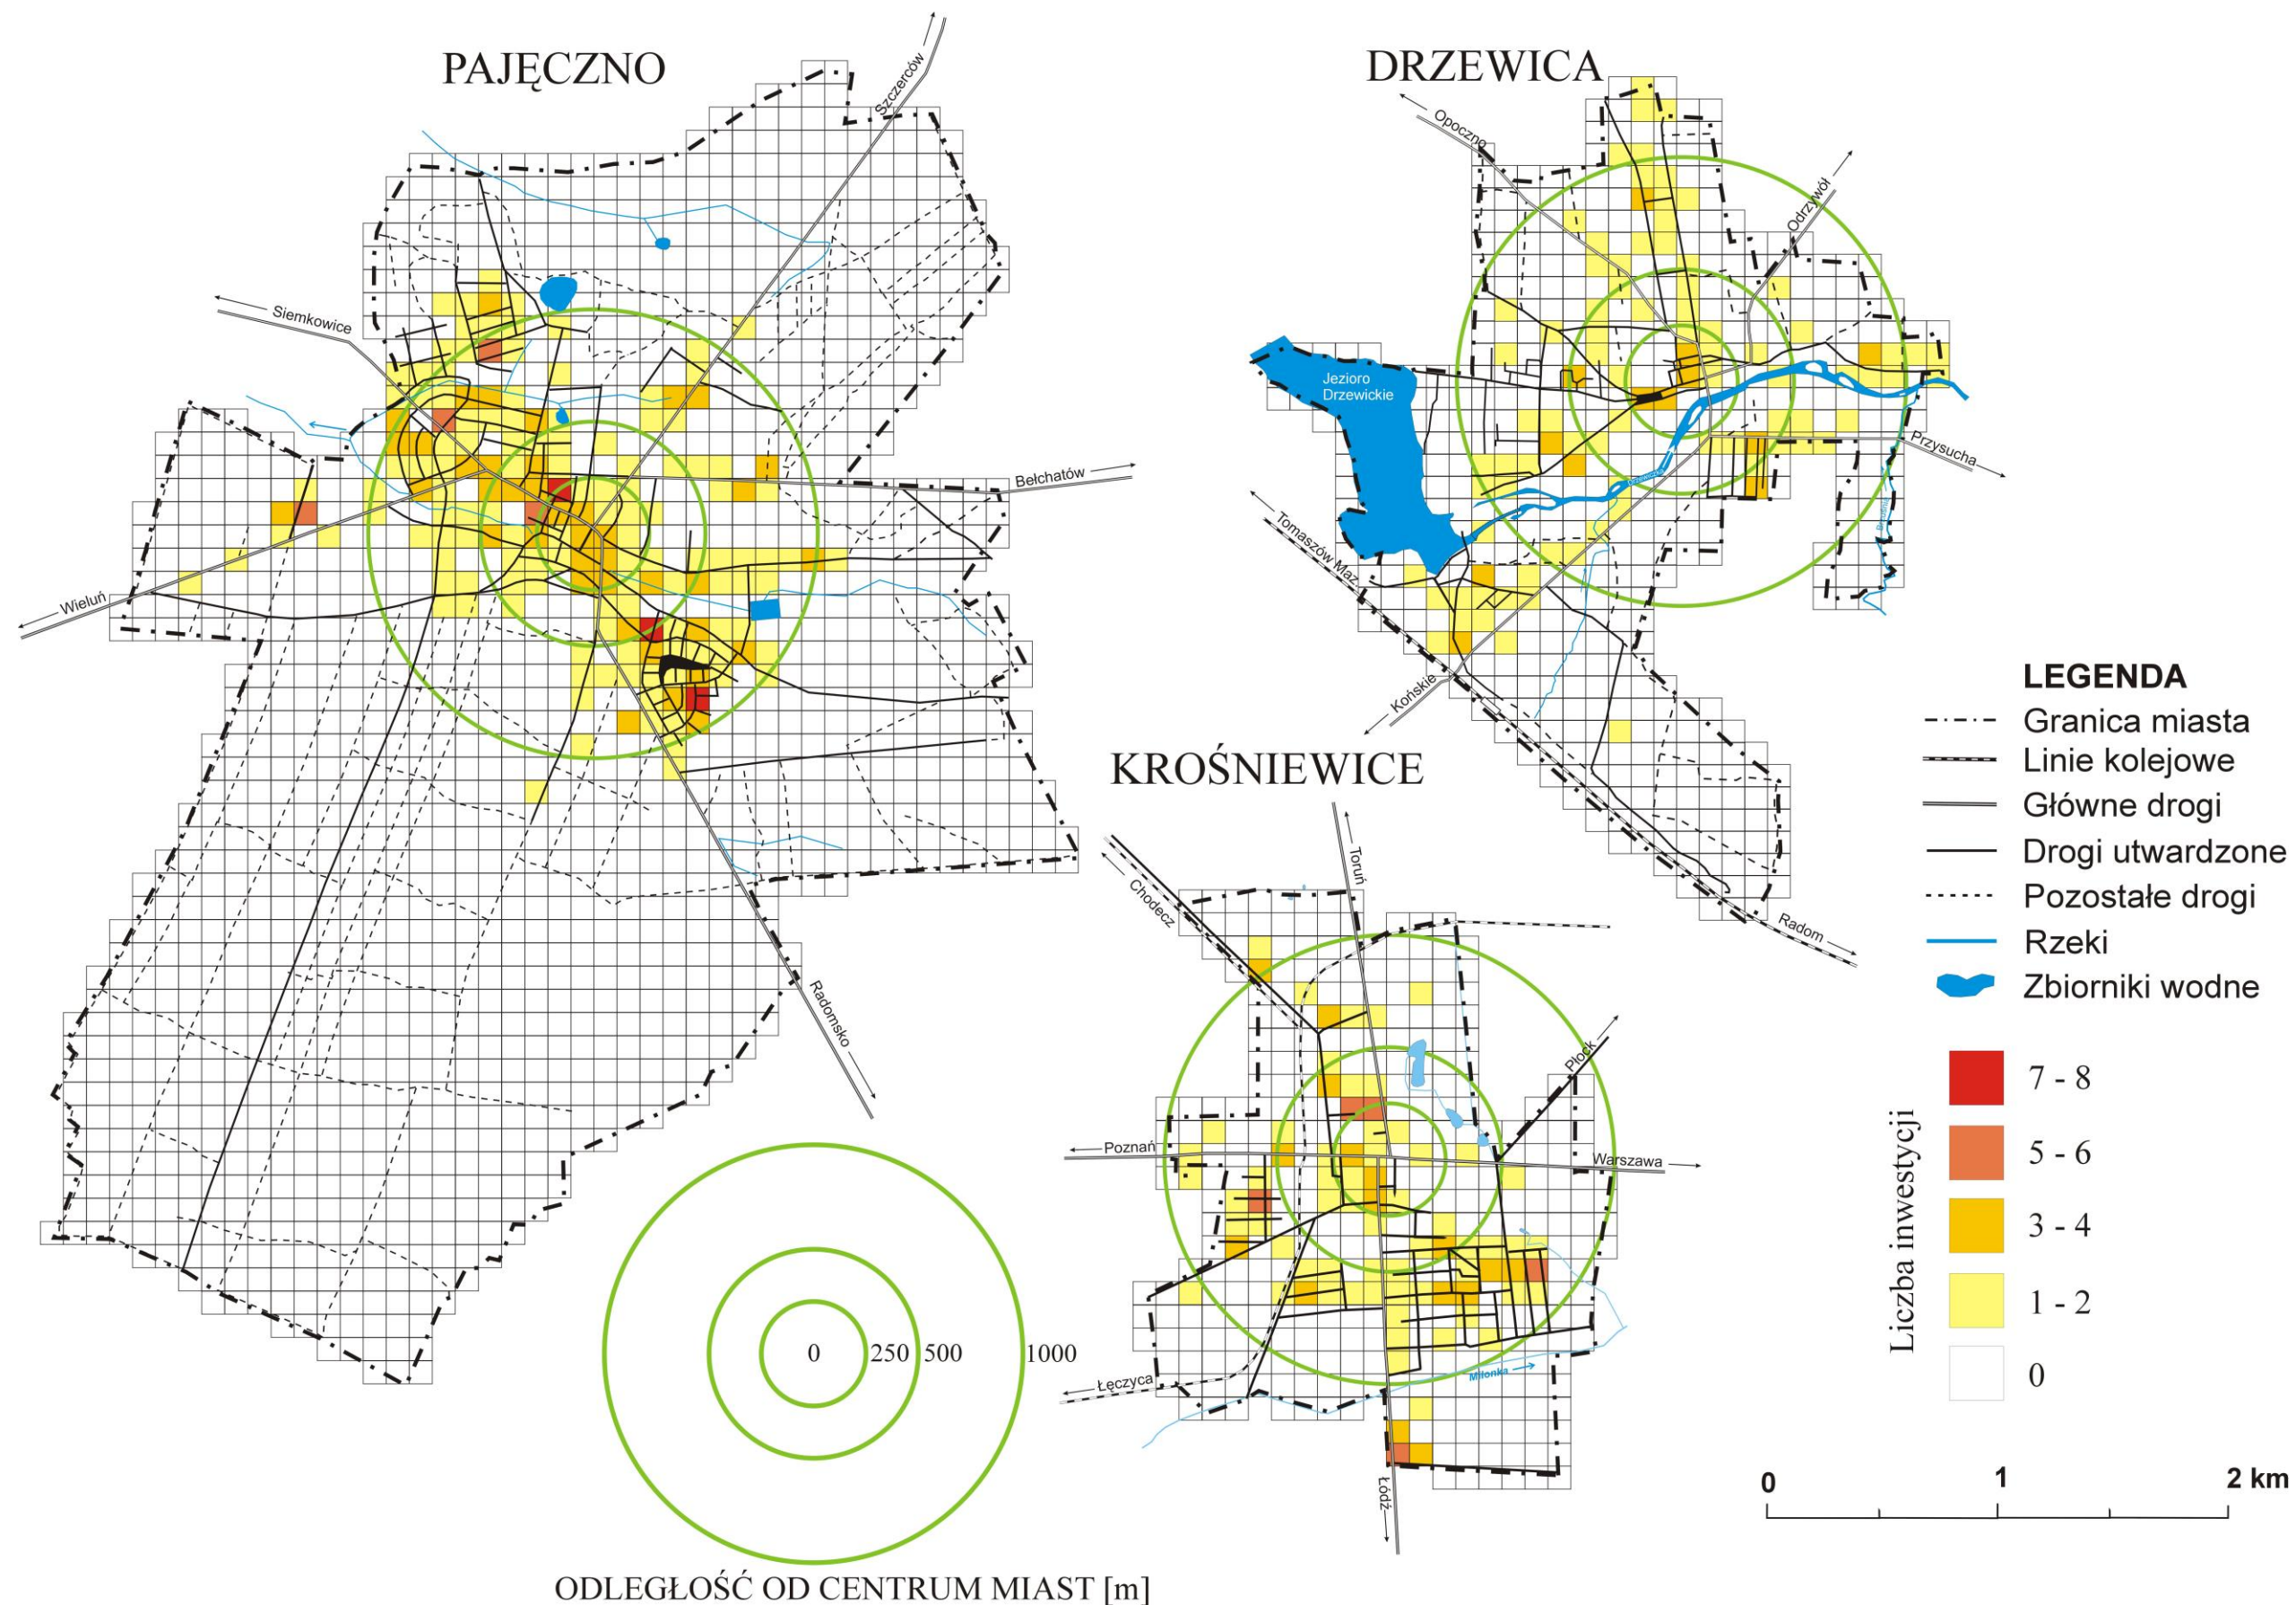 PAJĘCZNO
Szczerców
Siemkowice
Bełchatów
Wieluń
Radomsko
DRZEWICA
Opoczno
Odrzywół
Jezioro
Drzewickie
Przysucha
Tomaszów Maz.
Końskie
Radom
KROŚNIEWICE
Chodecz
Toruń
Płock
Poznań
Warszawa
Łęczyca
Miłonka
Łódź
LEGENDA
Granica miasta
Linie kolejowe
Główne drogi
Drogi utwardzone
Pozostałe drogi
Rzeki
Zbiorniki wodne
Liczba inwestycji
7 - 8
5 - 6
3 - 4
1 - 2
0
0 250 500 1000
ODLEGŁOŚĆ OD CENTRUM MIAST [m]
0 1 2 km